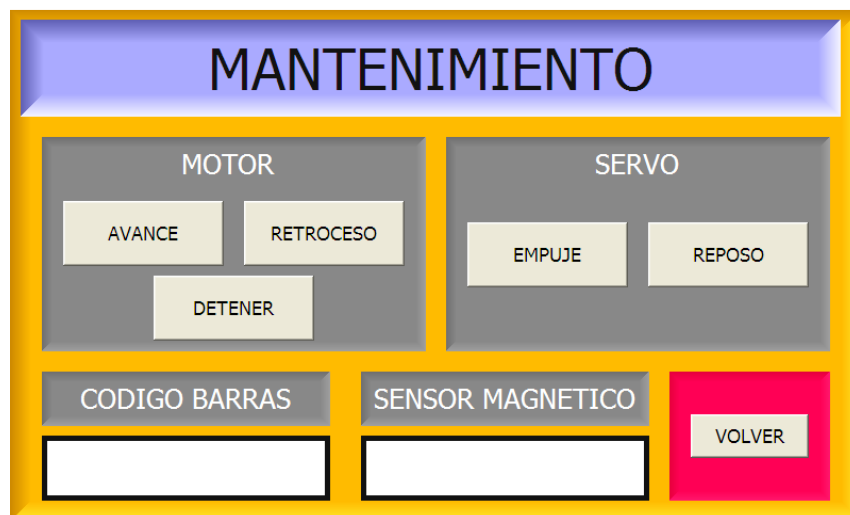 MANTENIMIENTO
MOTOR
AVANCE
RETROCESO
DETENER
SERVO
EMPUJE
REPOSO
CODIGO BARRAS
SENSOR MAGNETICO
VOLVER